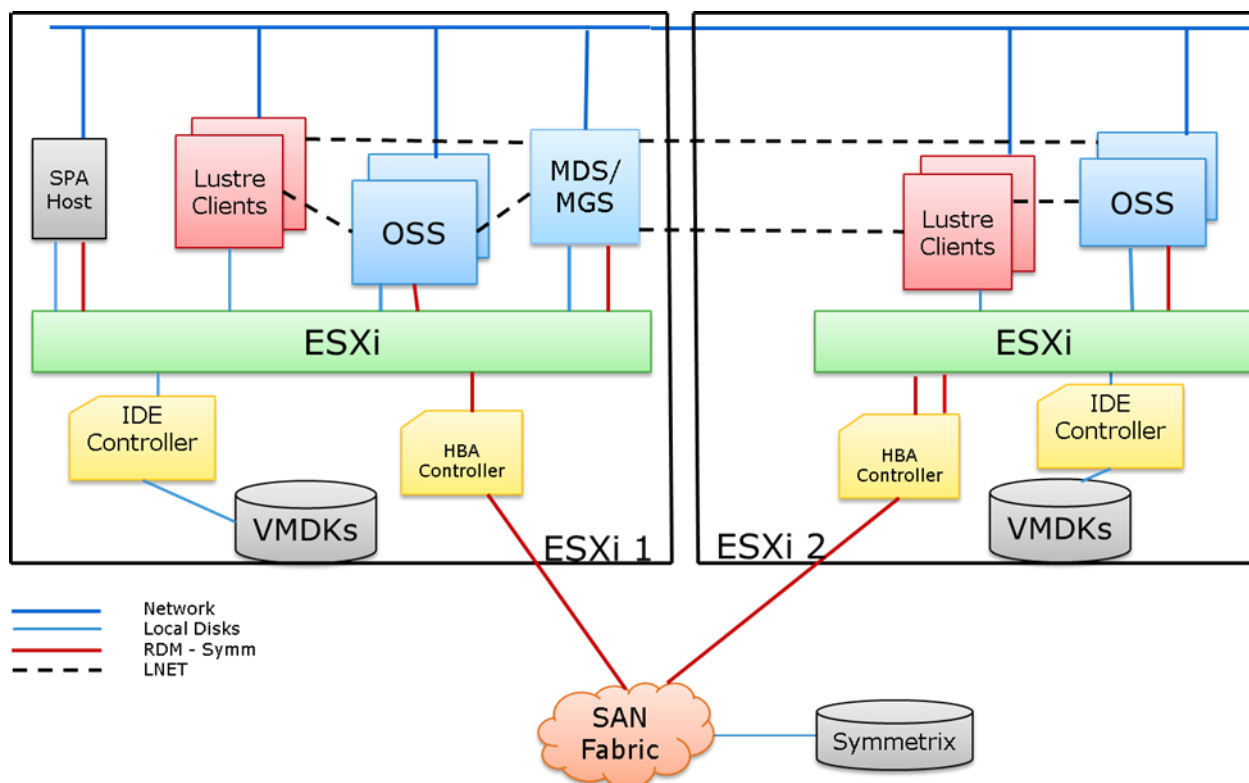 SPA
Host
Lustre
Clients
OSS
MDS/
MGS
Lustre
Clients
OSS
ESXi
ESXi
IDE
Controller
HBA
Controller
VMDKs
ESXi 1
HBA
Controller
IDE
Controller
VMDKs
ESXi 2
Network
Local Disks
RDM - Symm
LNET
SAN
Fabric
Symmetrix